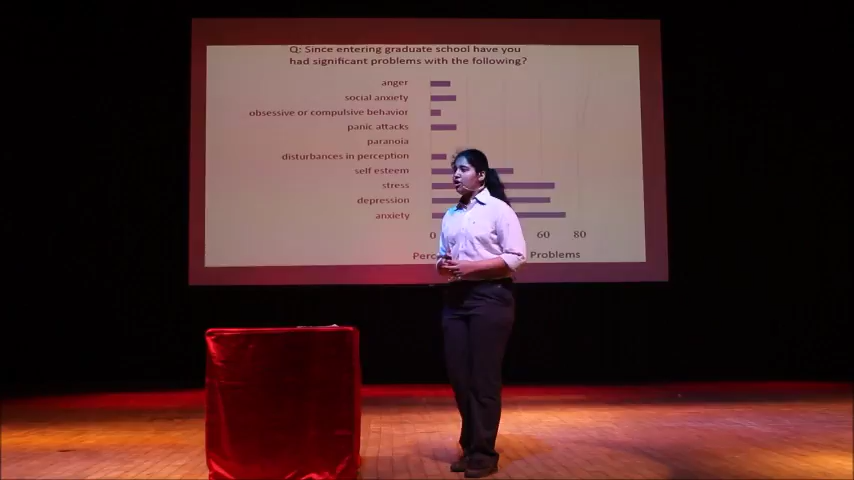 Q: Since entering graduate school have you
had significant problems with the following?
anger
social anxiety
obsessive or compulsive behavior
panic attacks
paranoia
disturbances in perception
self esteem
stress
depression
anxiety
0 60 80
Problems